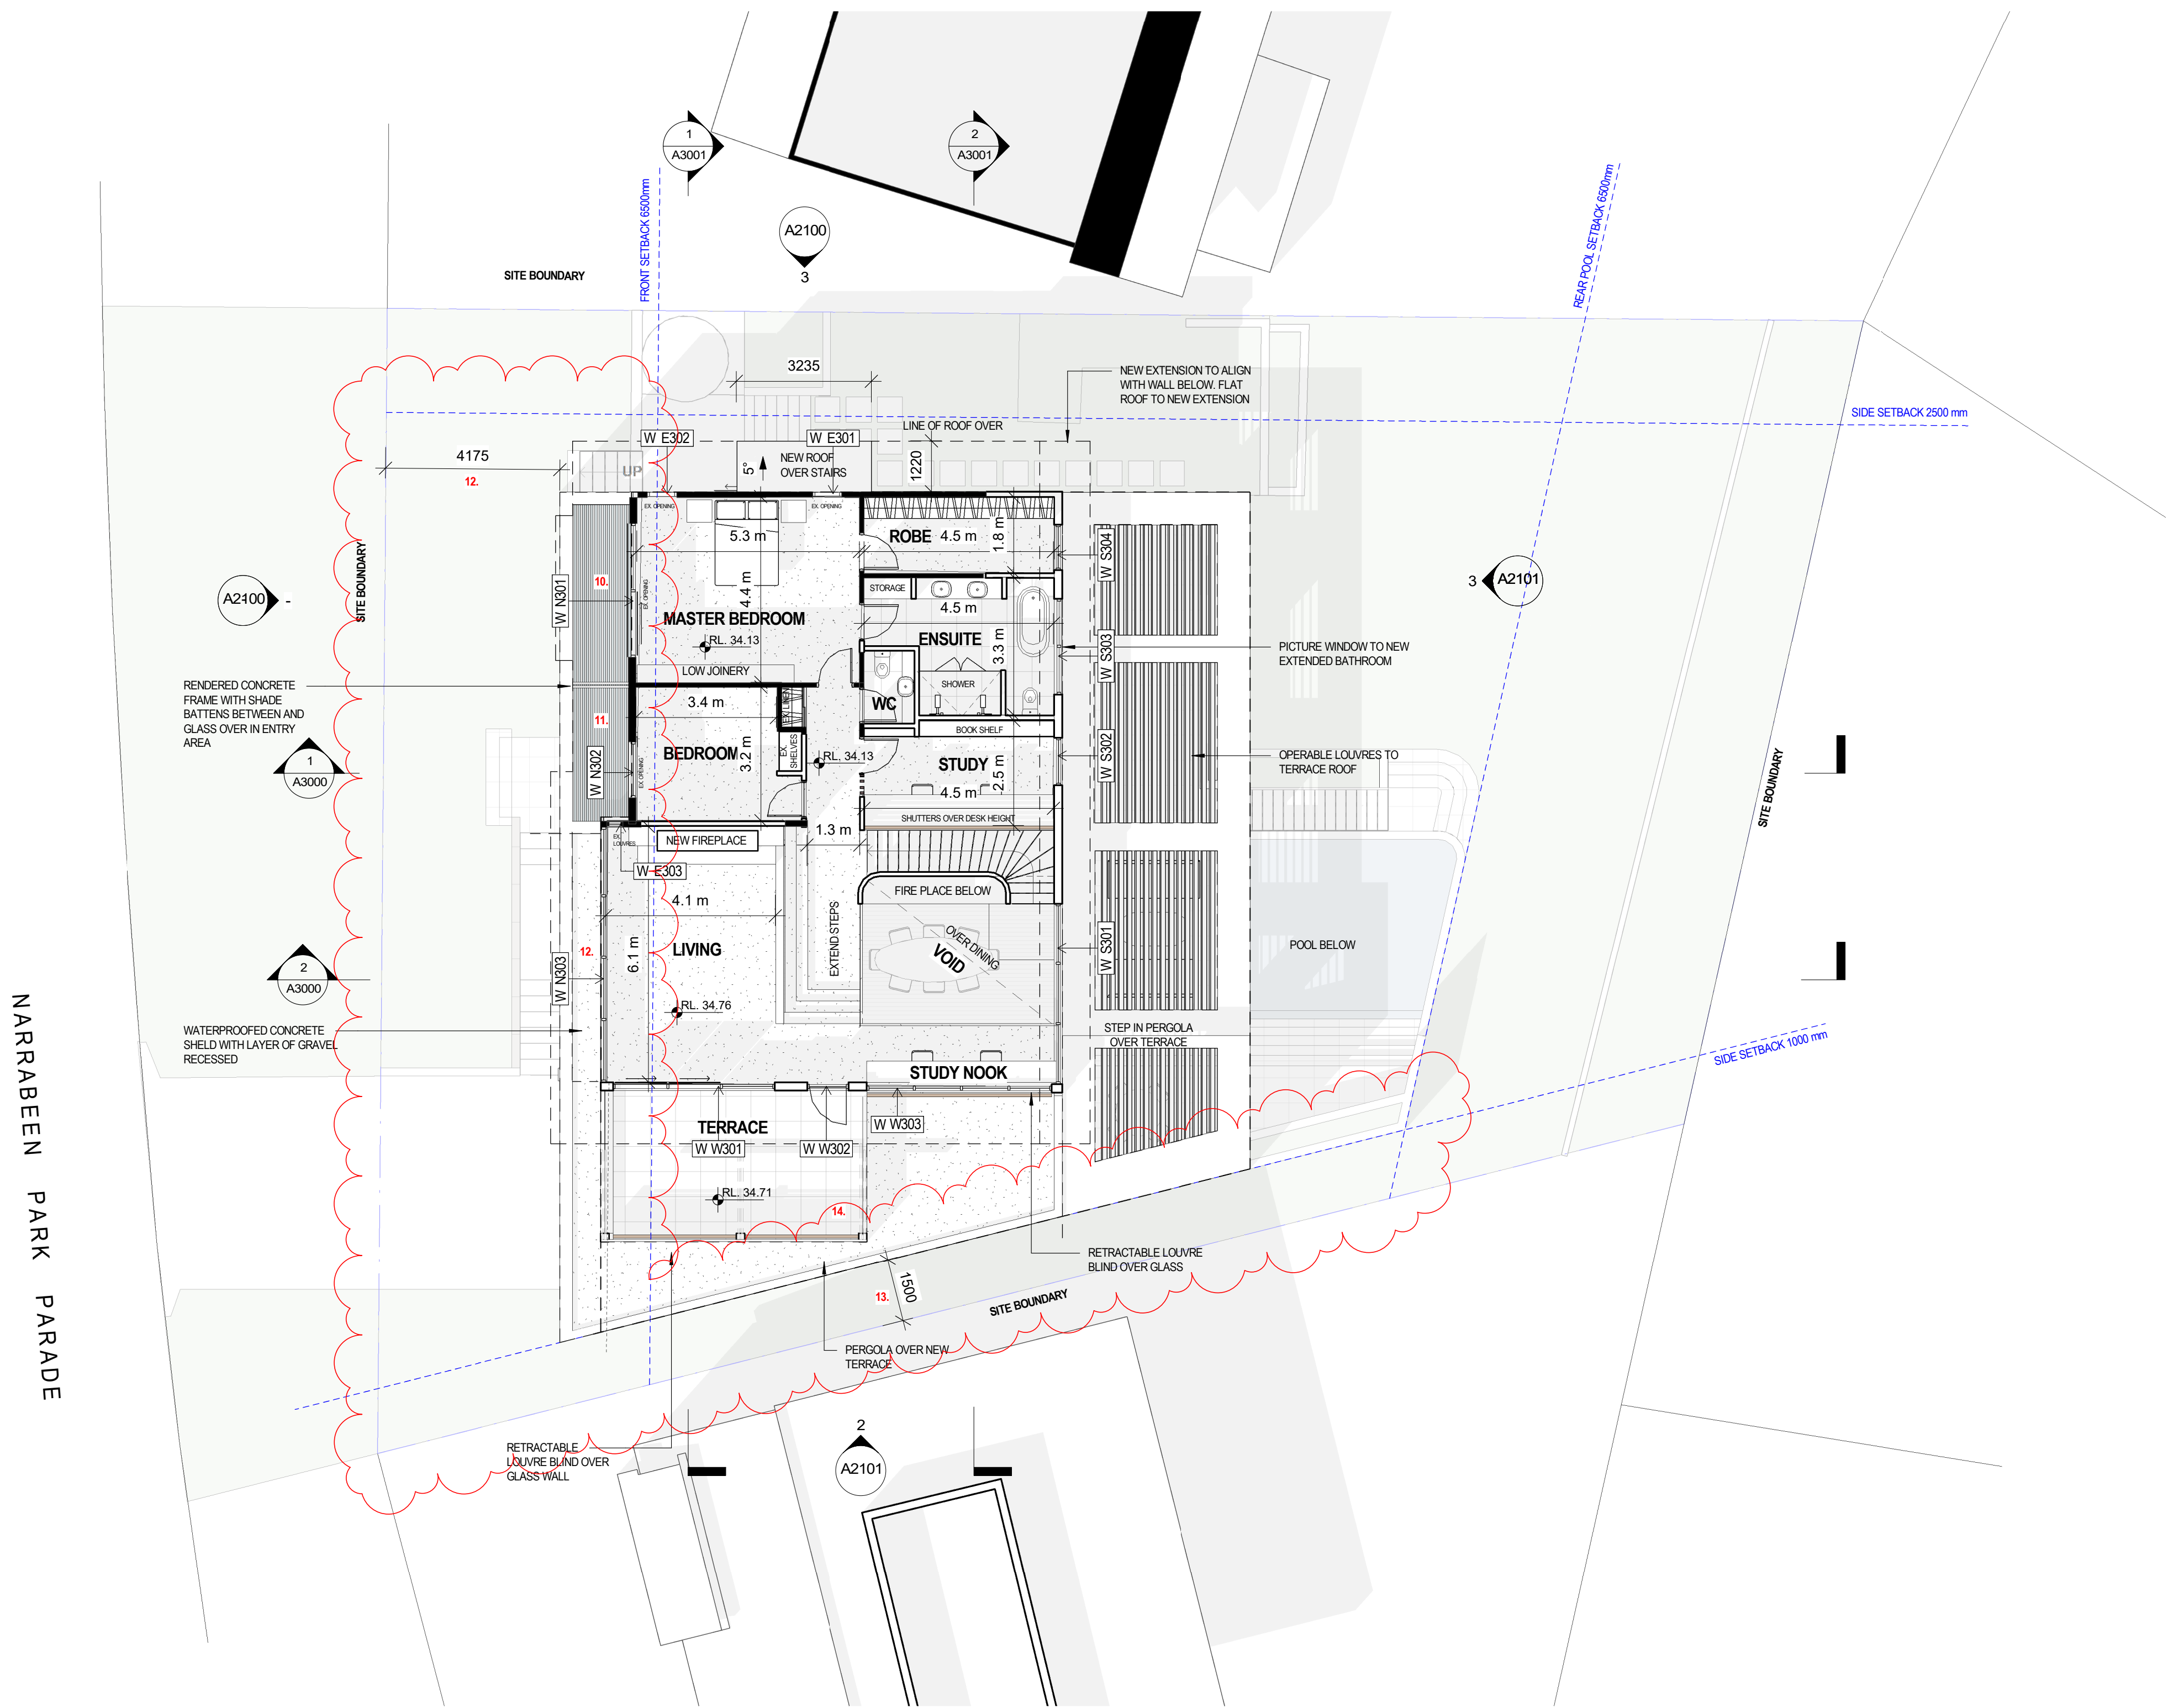 1
A3001
2
A3001
A2100
3
FRONT SETBACK 6500mm
REAR POOL SETBACK 6500mm
SITE BOUNDARY
3235
NEW EXTENSION TO ALIGN
WITH WALL BELOW. FLAT
ROOF TO NEW EXTENSION
SIDE SETBACK 2500 mm
W E302
W E301
LINE OF ROOF OVER
4175
12.
UP
5°
NEW ROOF
OVER STAIRS
1220
EX. OPENING
EX. OPENING
5.3 m
ROBE
4.5 m
1.8 m
W S304
SITE BOUNDARY
A2100
-
W N301
10.
EX. OPENING
4.4 m
STORAGE
4.5 m
3
A2101
MASTER BEDROOM
RL. 34.13
ENSUITE
3.3 m
W S303
PICTURE WINDOW TO NEW
EXTENDED BATHROOM
LOW JOINERY
SHOWER
RENDERED CONCRETE
FRAME WITH SHADE
BATTENS BETWEEN AND
GLASS OVER IN ENTRY
AREA
11.
3.4 m
EX. LINEN
WC
BOOK SHELF
1
A3000
W N302
EX. OPENING
BEDROOM
3.2 m
EX.
SHELVES
RL. 34.13
STUDY
2.5 m
4.5 m
W S302
OPERABLE LOUVRES TO
TERRACE ROOF
SITE BOUNDARY
SHUTTERS OVER DESK HEIGHT
EX.
LOUVRES
NEW FIREPLACE
1.3 m
W E303
4.1 m
FIRE PLACE BELOW
2
A3000
W N303
12.
6.1 m
LIVING
EXTEND STEPS
OVER DINING
VOID
W S301
POOL BELOW
RL. 34.76
WATERPROOFED CONCRETE
SHELD WITH LAYER OF GRAVEL
RECESSED
STEP IN PERGOLA
OVER TERRACE
SIDE SETBACK 1000 mm
STUDY NOOK
TERRACE
W W301
W W302
W W303
RL. 34.71
14.
RETRACTABLE LOUVRE
BLIND OVER GLASS
1500
13.
SITE BOUNDARY
PERGOLA OVER NEW
TERRACE
RETRACTABLE
LOUVRE BLIND OVER
GLASS WALL
2
A2101
NARRABEEN PARK PARADE